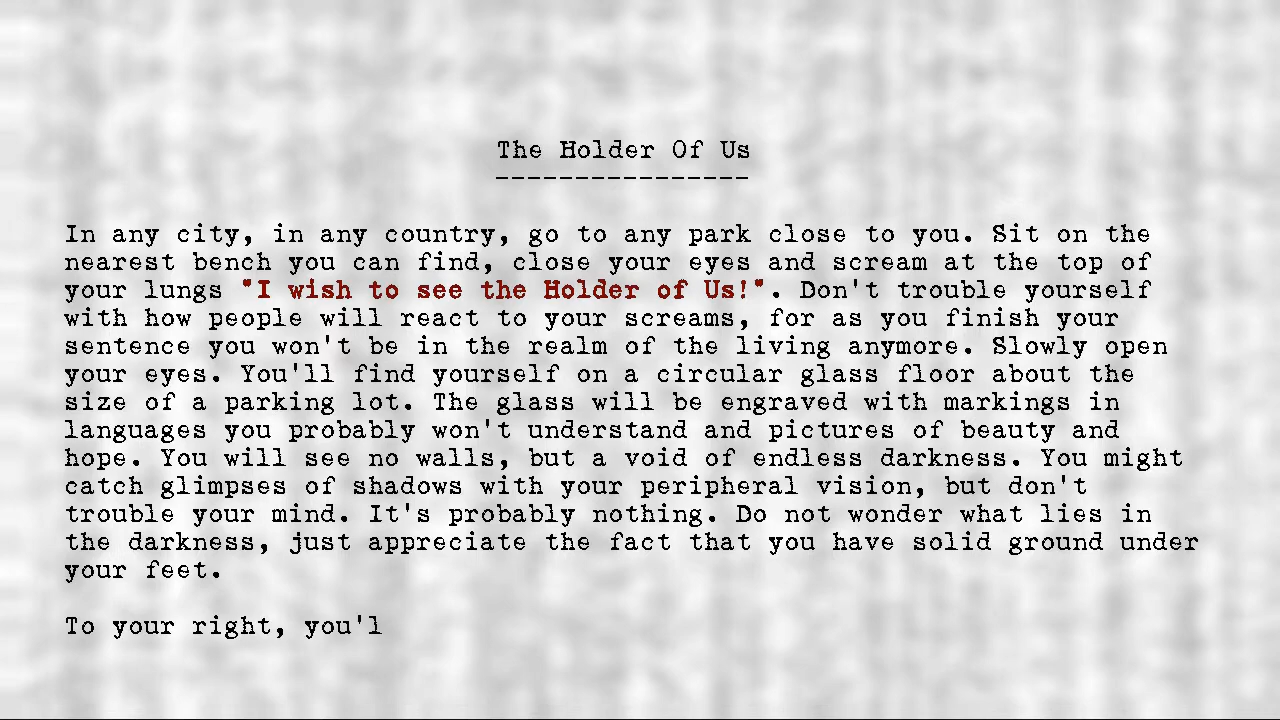 The Holder Of Us
----------------
In any city, in any country, go to any park close to you. Sit on the
nearest bench you can find, close your eyes and scream at the top of
your lungs "I wish to see the Holder of Us!". Don't trouble yourself
with how people will react to your screams, for as you finish your
sentence you won't be in the realm of the living anymore. Slowly open
your eyes. You'll find yourself on a circular glass floor about the
size of a parking lot. The glass will be engraved with markings in
languages you probably won't understand and pictures of beauty and
hope. You will see no walls, but a void of endless darkness. You might
catch glimpses of shadows with your peripheral vision, but don't
trouble your mind. It's probably nothing. Do not wonder what lies in
the darkness, just appreciate the fact that you have solid ground under
your feet.
To your right, you'l